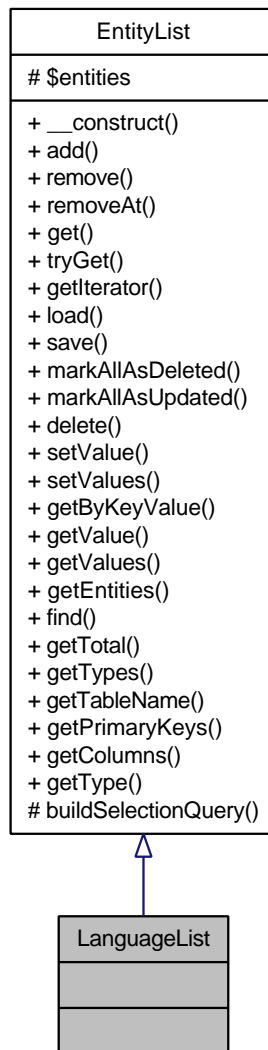 EntityList
# $entities
+ __construct()
+ add()
+ remove()
+ removeAt()
+ get()
+ tryGet()
+ getIterator()
+ load()
+ save()
+ markAllAsDeleted()
+ markAllAsUpdated()
+ delete()
+ setValue()
+ setValues()
+ getByKeyValue()
+ getValue()
+ getValues()
+ getEntities()
+ find()
+ getTotal()
+ getTypes()
+ getTableName()
+ getPrimaryKeys()
+ getColumns()
+ getType()
# buildSelectionQuery()
LanguageList